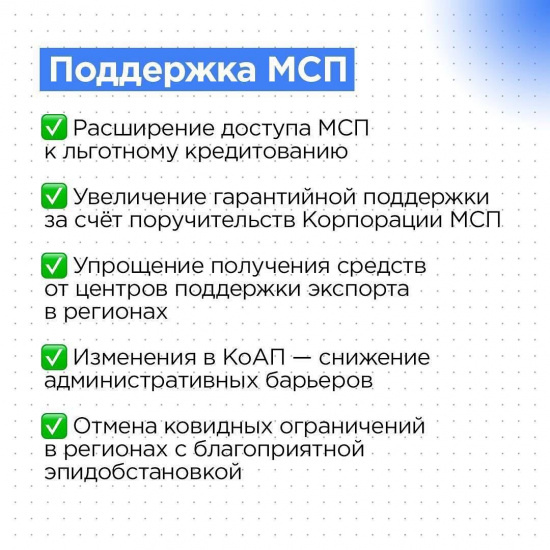 Поддержка МСП
✅ Расширение доступа МСП
к льготному кредитованию
✅ Увеличение гарантийной поддержки
за счёт поручительств Корпорации МСП
✅ Упрощение получения средств
от центров поддержки экспорта
в регионах
✅ Изменения в КоАП — снижение
административных барьеров
✅ Отмена ковидных ограничений
в регионах с благоприятной
эпидобстановкой